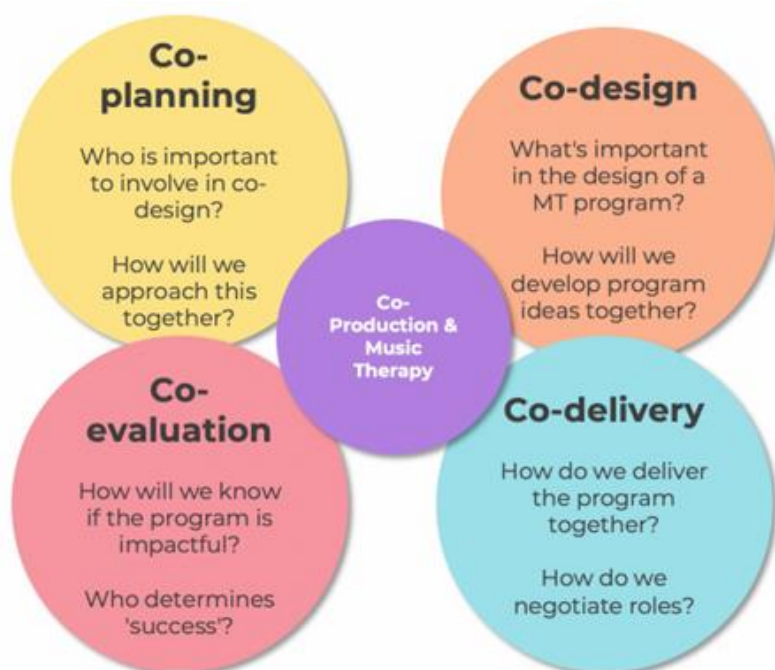 Co-
planning
Who is important
to involve in co-
design?
How will we
approach this
together?
Co-design
What's important
in the design of a
MT program?
How will we
develop program
ideas together?
Co-
Production &
Music
Therapy
Co-
evaluation
How will we know
if the program is
impactful?
Who determines
'success'?
Co-delivery
How do we deliver
the program
together?
How do we
negotiate roles?